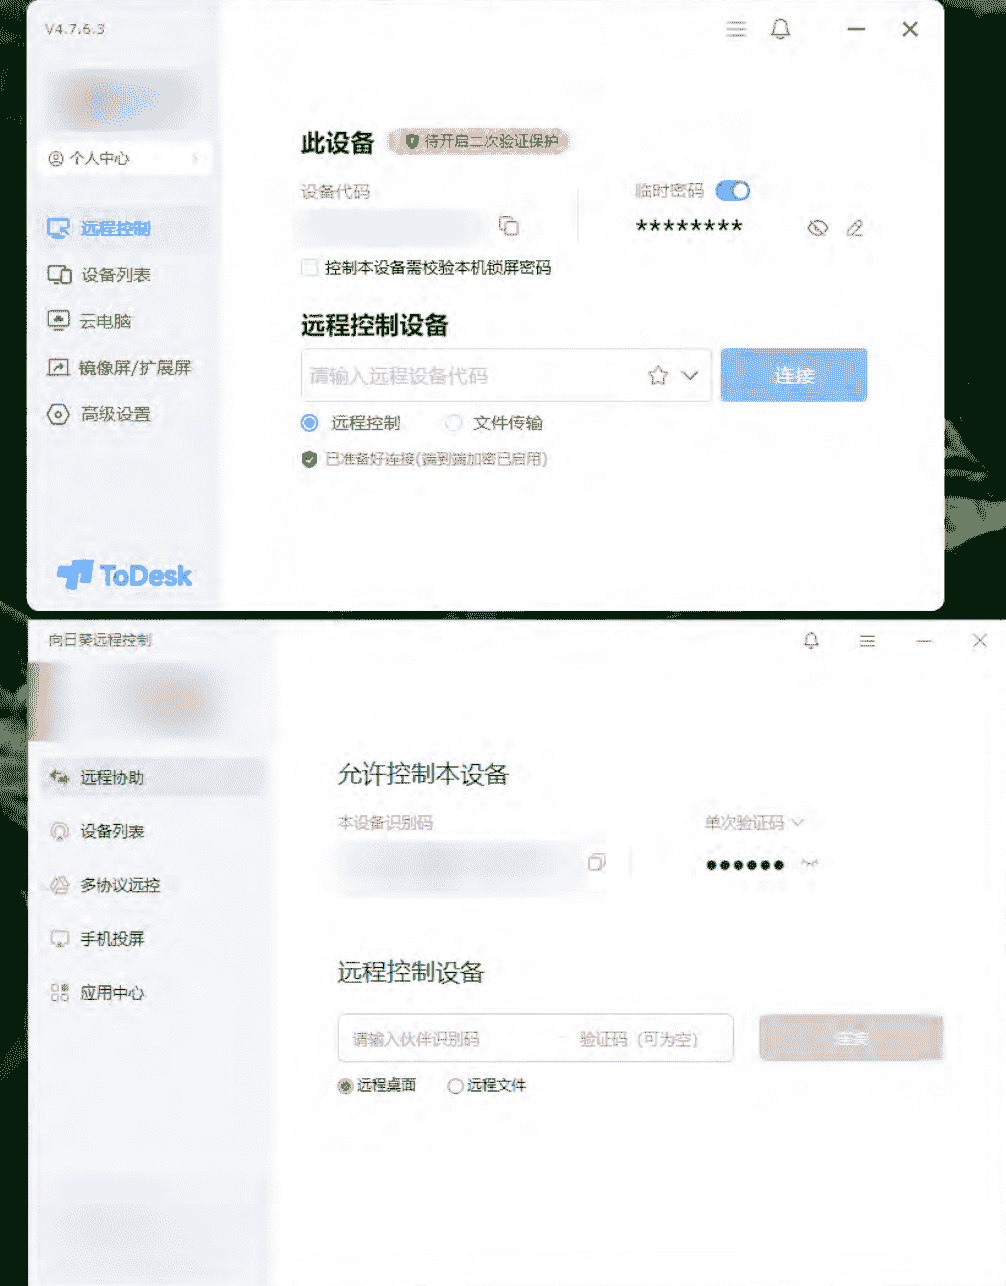 V4.7.6.3
个人中心
远程控制
设备列表
云电脑
镜像屏/扩展屏
高级设置
ToDesk
此设备
待开启二次验证保护
设备代码
临时密码
********
控制本设备需校验本机锁屏密码
远程控制设备
请输入远程设备代码
连接
远程控制
文件传输
已准备好连接(端到端加密已启用)
向日葵远程控制
远程协助
设备列表
多协议远控
手机投屏
应用中心
允许控制本设备
本设备识别码
单次验证码
●●●●●●
远程控制设备
请输入伙伴识别码
验证码（可为空）
连接
远程桌面
远程文件